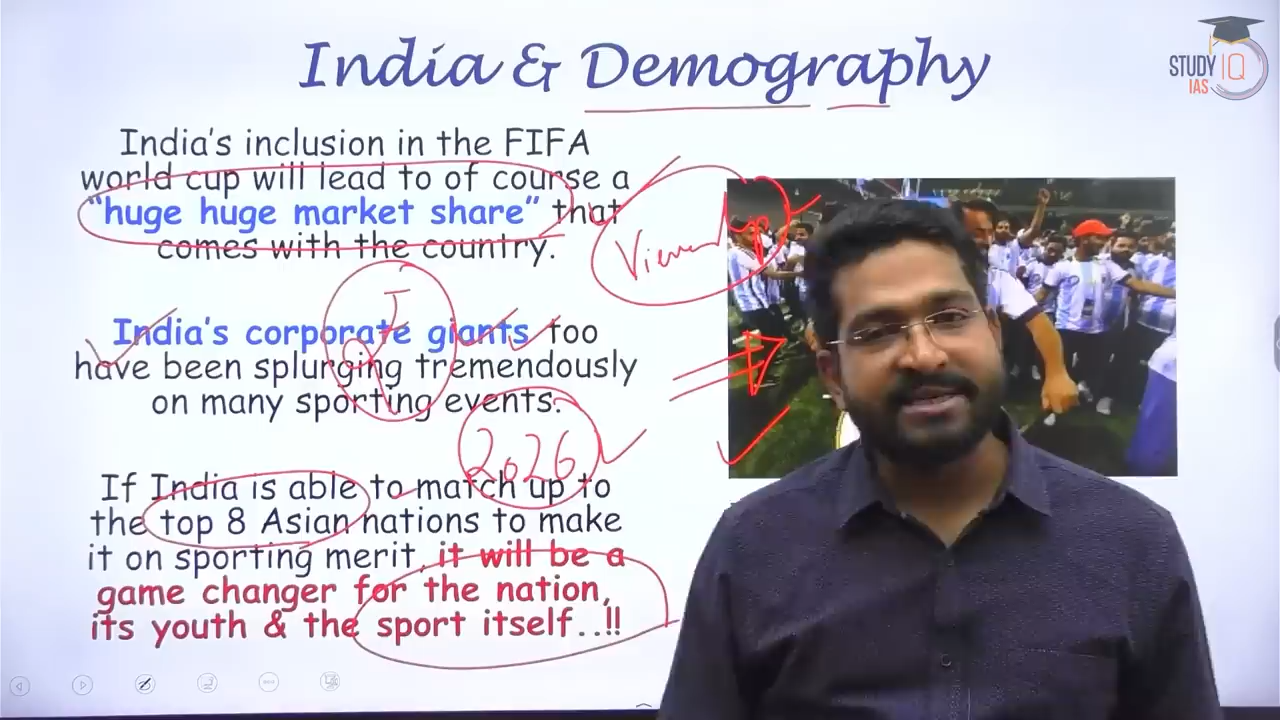 India & Demography
STUDY IQ
IAS
India's inclusion in the FIFA
world cup will lead to of course a
"huge huge market share" that
comes with the country.
Viewership
India's corporate giants too
have been splurging tremendously
on many sporting events.
2026
If India is able to match up to
the top 8 Asian nations to make
it on sporting merit, it will be a
game changer for the nation,
its youth & the sport itself..!!